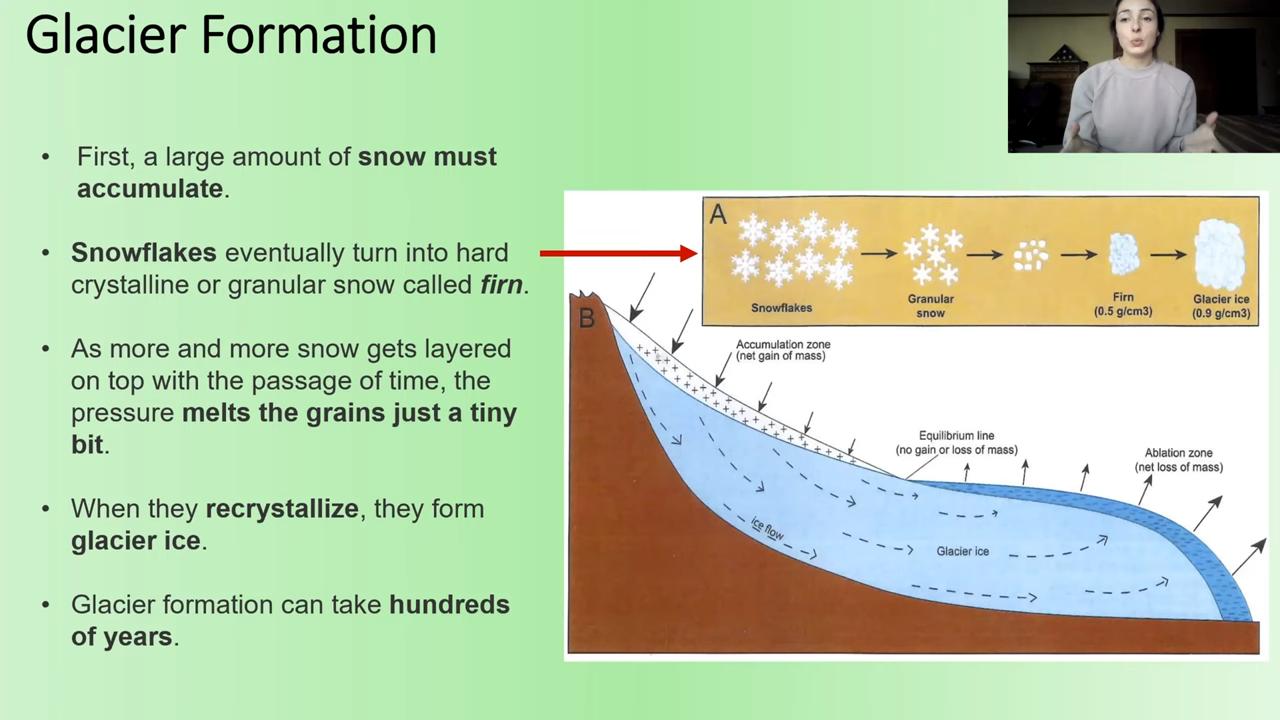 Glacier Formation
• First, a large amount of snow must
accumulate.
• Snowflakes eventually turn into hard
crystalline or granular snow called firn.
• As more and more snow gets layered
on top with the passage of time, the
pressure melts the grains just a tiny
bit.
• When they recrystallize, they form
glacier ice.
• Glacier formation can take hundreds
of years.
A
Snowflakes
Granular
snow
Firn
(0.5 g/cm3)
Glacier ice
(0.9 g/cm3)
B
Accumulation zone
(net gain of mass)
Equilibrium line
(no gain or loss of mass)
Ablation zone
(net loss of mass)
ice flow
Glacier ice